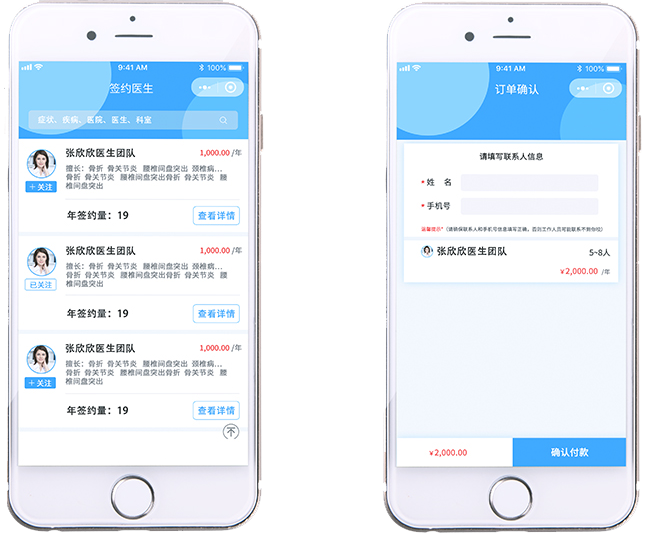 9:41 AM
100%
签约医生
症状、疾病、医院、医生、科室
张欣欣医生团队
1,000.00 /年
擅长：骨折 骨关节炎 腰椎间盘突出 颈椎病...
骨折 骨关节炎 腰椎间盘突出骨折 骨关节炎 腰
椎间盘突出
+ 关注
年签约量：19
查看详情
张欣欣医生团队
1,000.00 /年
擅长：骨折 骨关节炎 腰椎间盘突出 颈椎病...
骨折 骨关节炎 腰椎间盘突出骨折 骨关节炎 腰
椎间盘突出
已关注
年签约量：19
查看详情
张欣欣医生团队
1,000.00 /年
擅长：骨折 骨关节炎 腰椎间盘突出 颈椎病...
骨折 骨关节炎 腰椎间盘突出骨折 骨关节炎 腰
椎间盘突出
+ 关注
年签约量：19
查看详情
9:41 AM
100%
订单确认
请填写联系人信息
* 姓 名
* 手机号
温馨提示*（请确保联系人和手机号信息填写正确，否则工作人员可能联系不到你哦）
张欣欣医生团队
5~8人
¥2,000.00 /年
¥2,000.00
确认付款